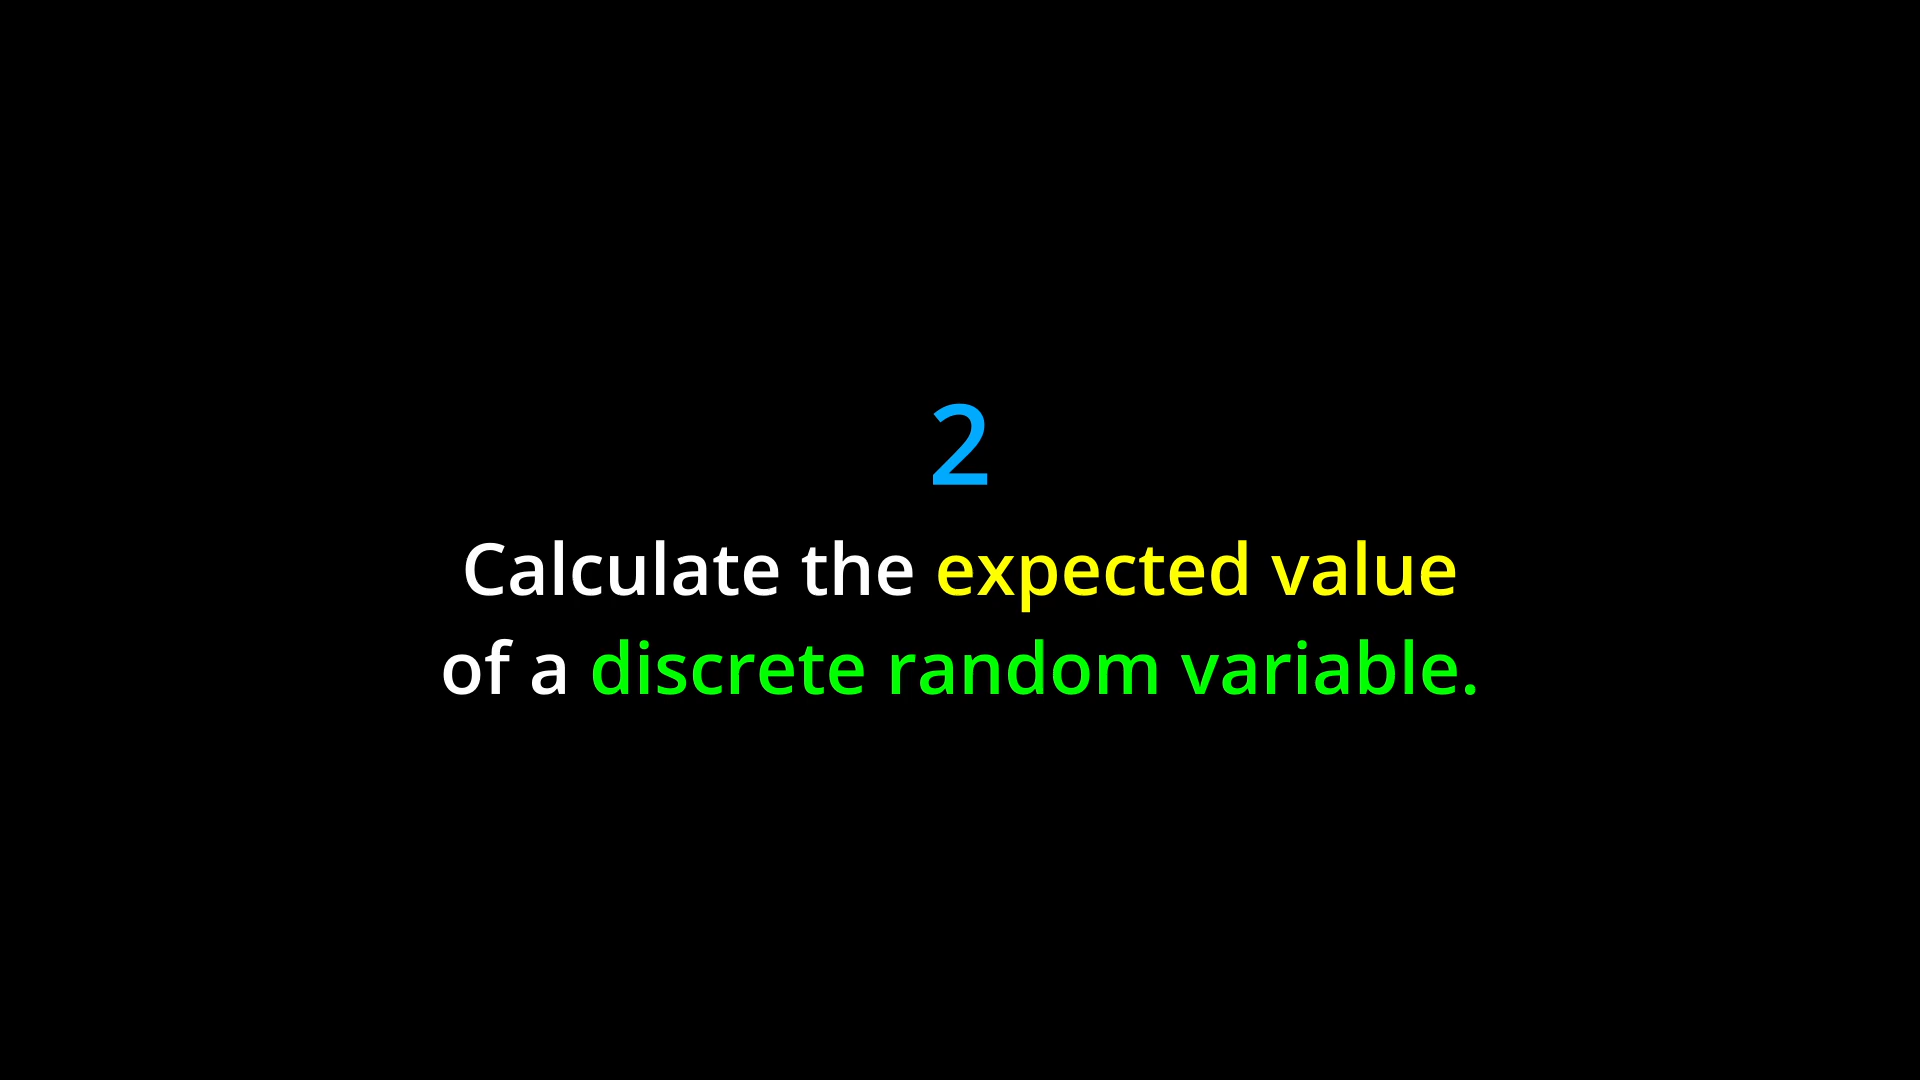 2
Calculate the expected value
of a discrete random variable.